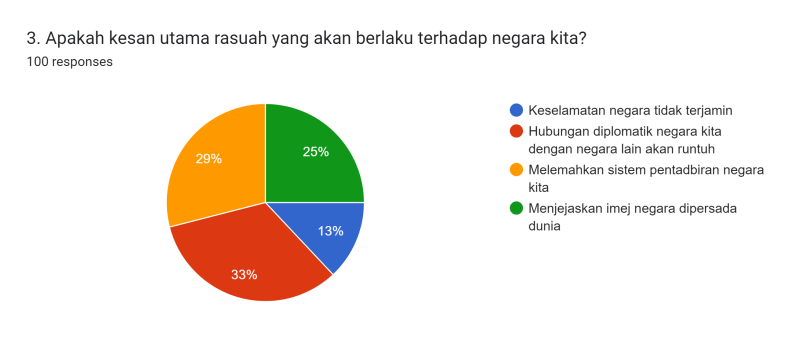 3. Apakah kesan utama rasuah yang akan berlaku terhadap negara kita?
100 responses
29%
25%
13%
33%
Keselamatan negara tidak terjamin
Hubungan diplomatik negara kita
dengan negara lain akan runtuh
Melemahkan sistem pentadbiran negara
kita
Menjejaskan imej negara dipersada
dunia